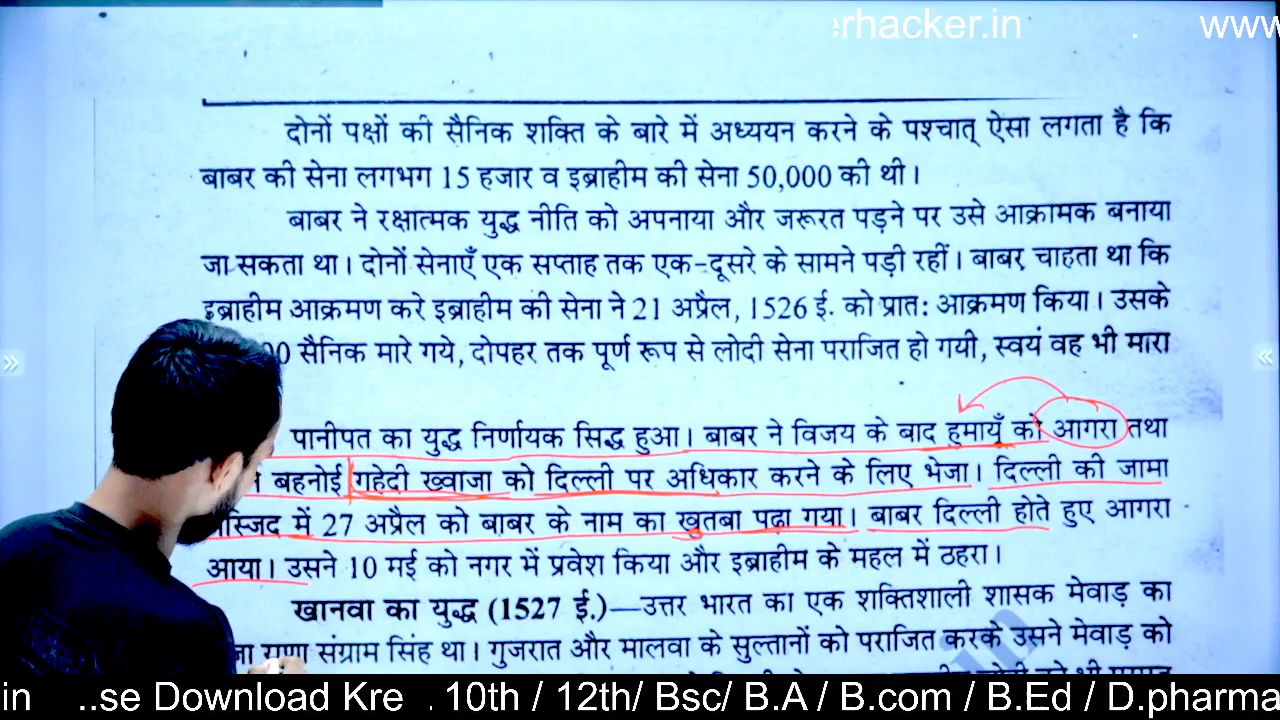 erhacker.in . www
दोनों पक्षों की सैनिक शक्ति के बारे में अध्ययन करने के पश्चात् ऐसा लगता है कि
बाबर की सेना लगभग 15 हजार व इब्राहीम की सेना 50,000 की थी।
बाबर ने रक्षात्मक युद्ध नीति को अपनाया और जरूरत पड़ने पर उसे आक्रामक बनाया
जा सकता था। दोनों सेनाएँ एक सप्ताह तक एक-दूसरे के सामने पड़ी रहीं। बाबर चाहता था कि
इब्राहीम आक्रमण करे इब्राहीम की सेना ने 21 अप्रैल, 1526 ई. को प्रात: आक्रमण किया। उसके
सैनिक मारे गये, दोपहर तक पूर्ण रूप से लोदी सेना पराजित हो गयी, स्वयं वह भी मारा
पानीपत का युद्ध निर्णायक सिद्ध हुआ। बाबर ने विजय के बाद हुमायूँ को आगरा तथा
बहनोई गहेदी ख्वाजा को दिल्ली पर अधिकार करने के लिए भेजा। दिल्ली की जामा
मस्जिद में 27 अप्रैल को बाबर के नाम का खुतबा पढ़ा गया। बाबर दिल्ली होते हुए आगरा
आया। उसने 10 मई को नगर में प्रवेश किया और इब्राहीम के महल में ठहरा।
खानवा का युद्ध (1527 ई.)—उत्तर भारत का एक शक्तिशाली शासक मेवाड़ का
राणा संग्राम सिंह था। गुजरात और मालवा के सुल्तानों को पराजित करके उसने मेवाड़ को
in ..se Download Kre . 10th / 12th/ Bsc/ B.A / B.com / B.Ed / D.pharma